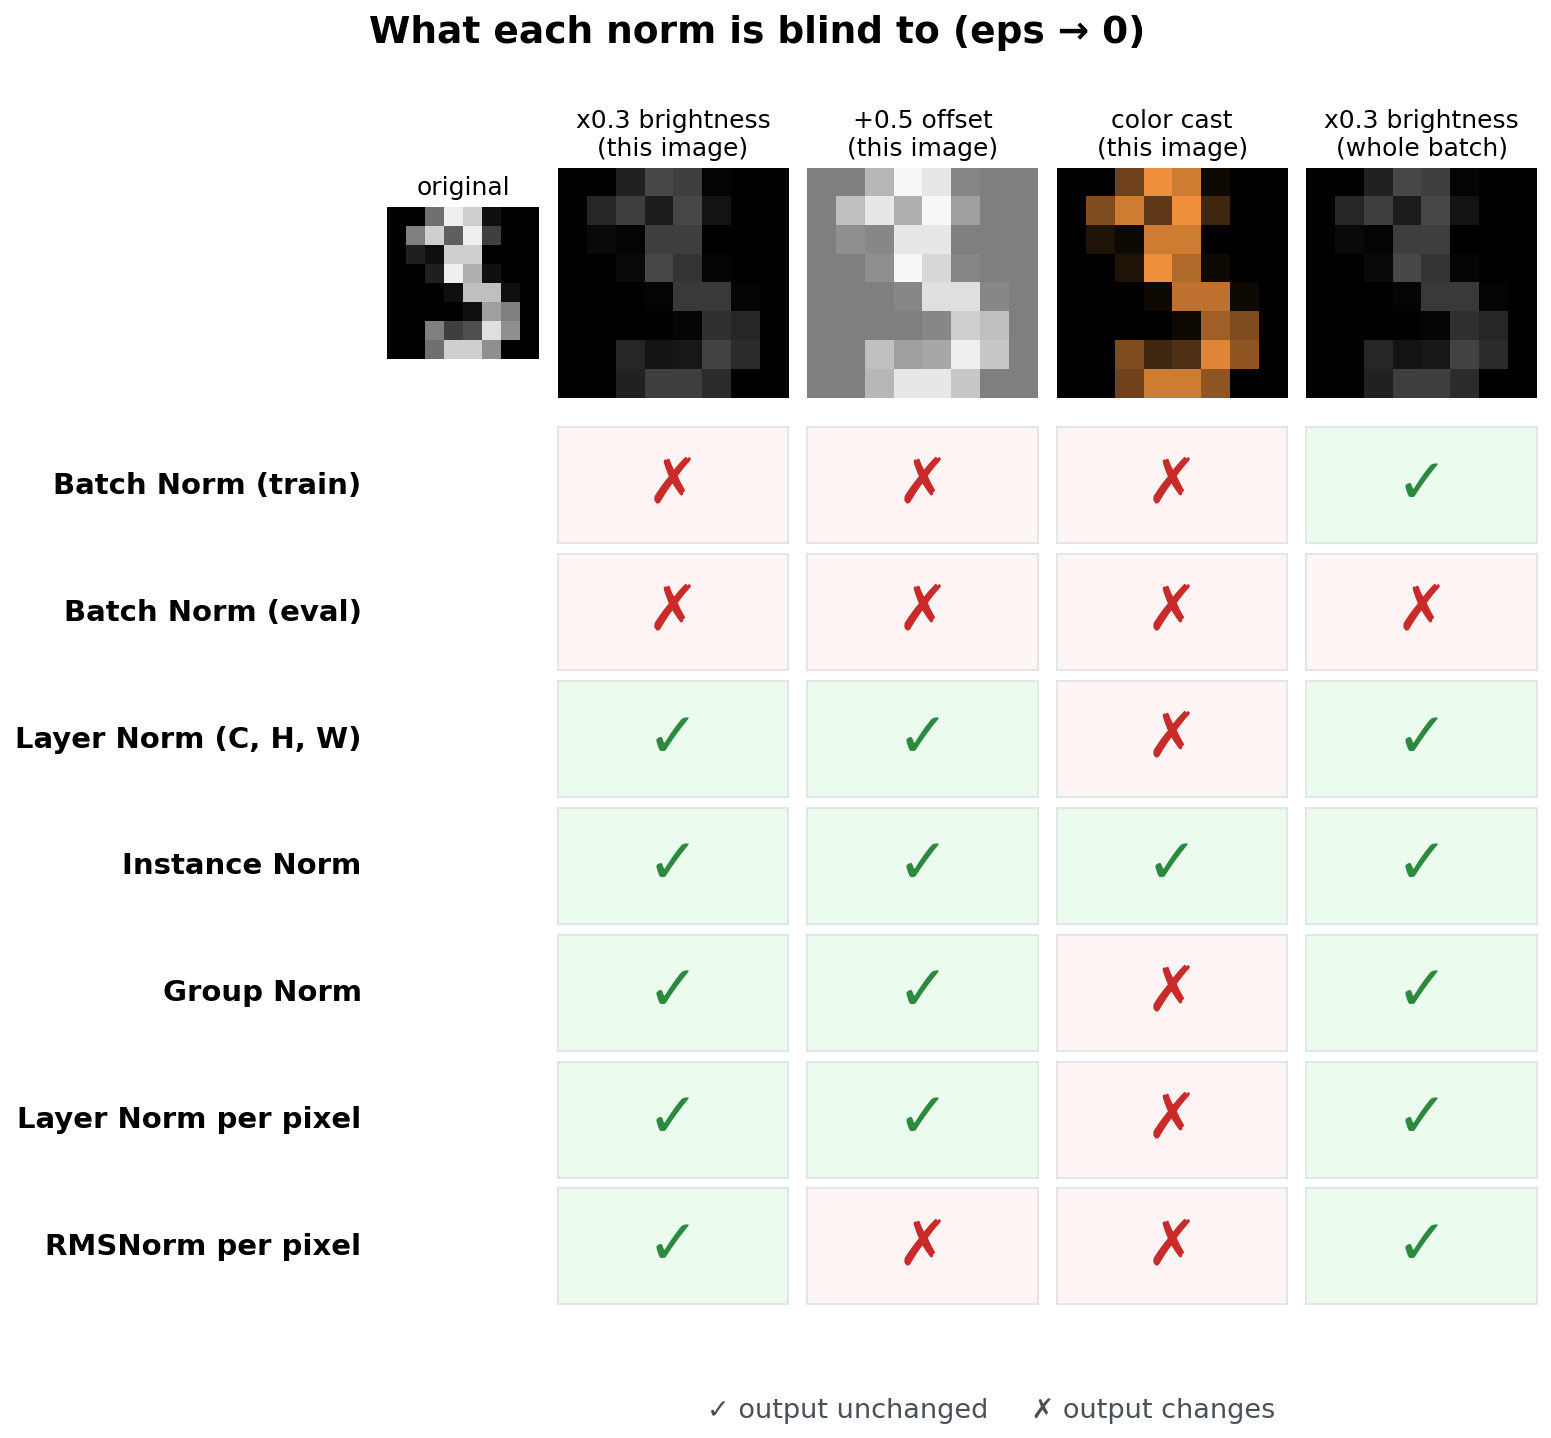 What each norm is blind to (eps → 0)
original
x0.3 brightness
(this image)
+0.5 offset
(this image)
color cast
(this image)
x0.3 brightness
(whole batch)
Batch Norm (train) ✗ ✗ ✗ ✓
Batch Norm (eval) ✗ ✗ ✗ ✗
Layer Norm (C, H, W) ✓ ✓ ✗ ✓
Instance Norm ✓ ✓ ✓ ✓
Group Norm ✓ ✓ ✗ ✓
Layer Norm per pixel ✓ ✓ ✗ ✓
RMSNorm per pixel ✓ ✗ ✗ ✓
✓ output unchanged ✗ output changes